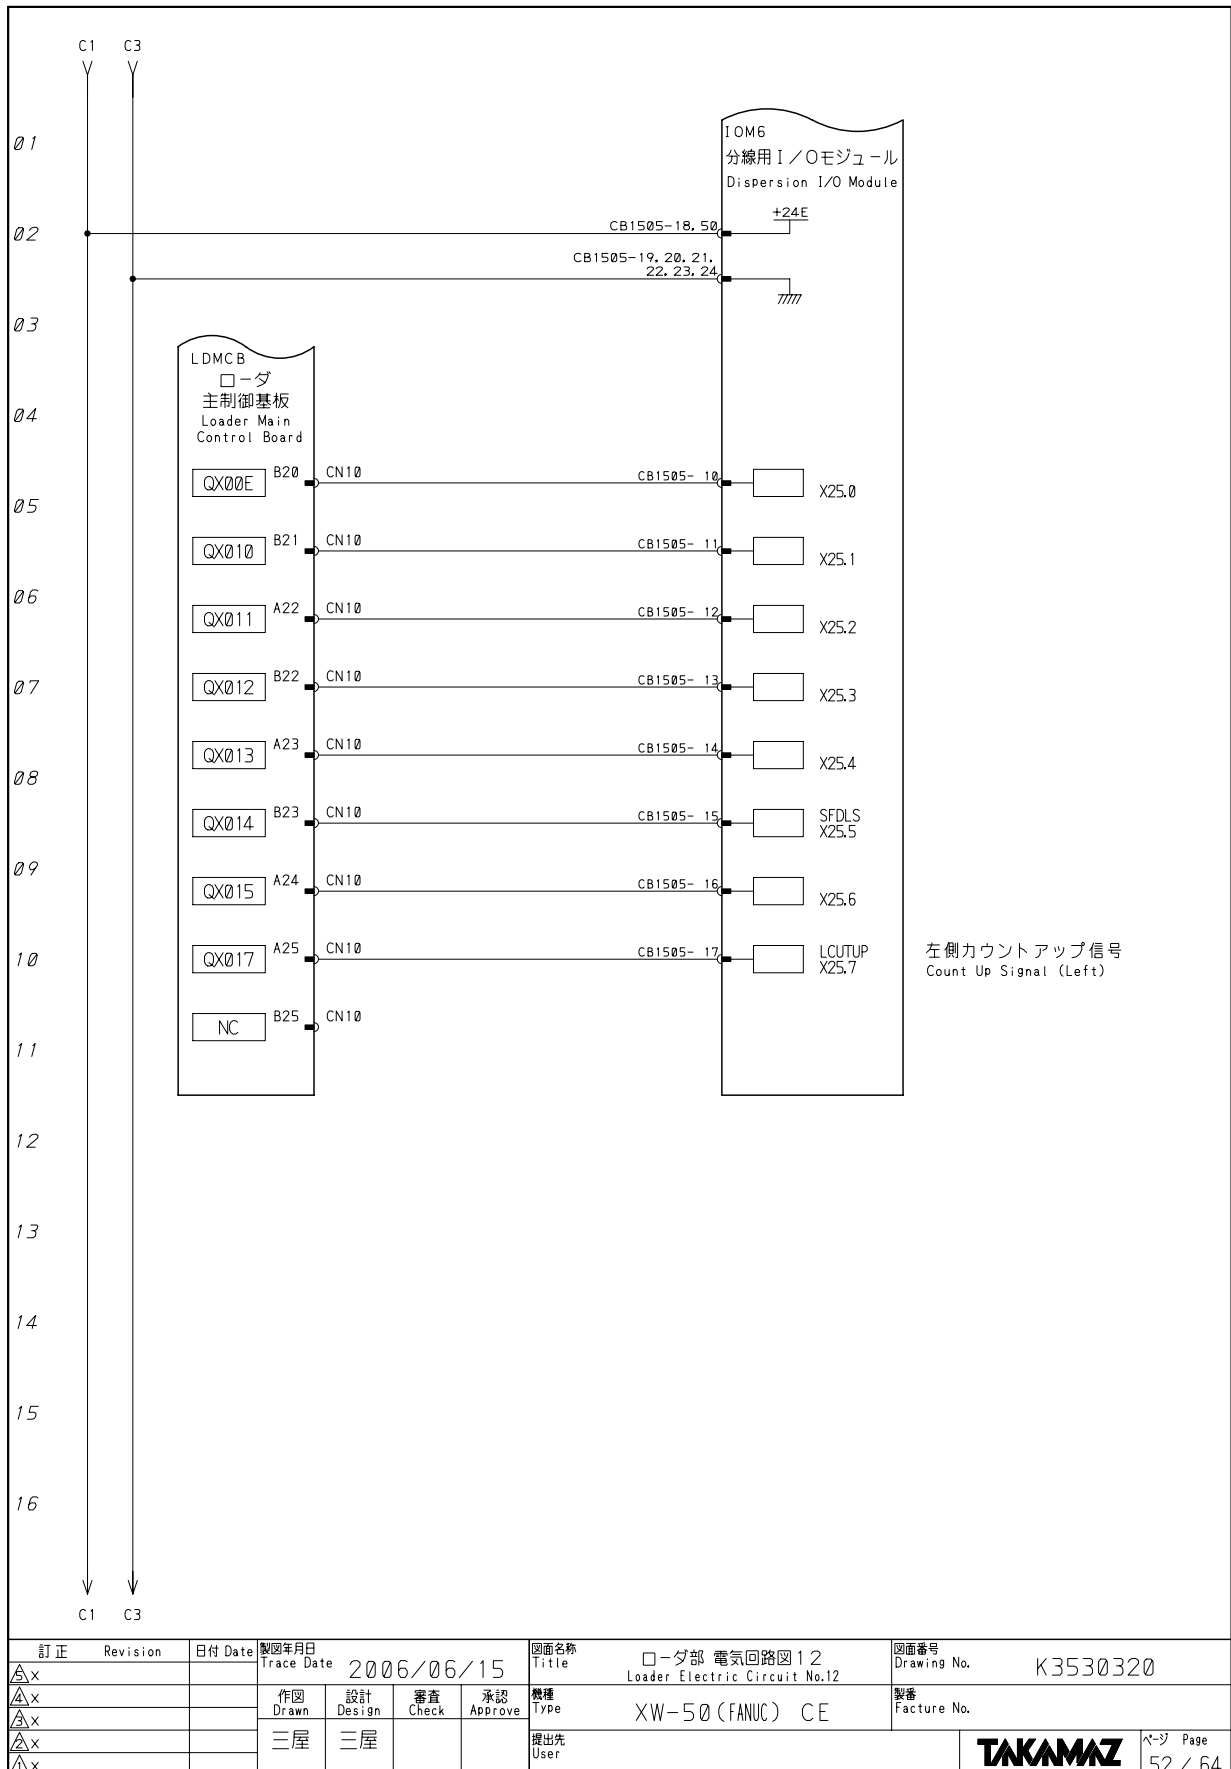 C1 C3
01
IOM6
分線用I/Oモジュール
Dispersion I/O Module
+24E
02
CB1505-18.50
CB1505-19.20.21.
22.23.24
03
LDMCB
ローダ
主制御基板
Loader Main
Control Board
04
QX00E B20 CN10 CB1505- 10 X25.0
05
QX010 B21 CN10 CB1505- 11 X25.1
06
QX011 A22 CN10 CB1505- 12 X25.2
07
QX012 B22 CN10 CB1505- 13 X25.3
QX013 A23 CN10 CB1505- 14 X25.4
08
QX014 B23 CN10 CB1505- 15 SFDLS
X25.5
09
QX015 A24 CN10 CB1505- 16 X25.6
10
QX017 A25 CN10 CB1505- 17 LCUTUP
X25.7
左側カウントアップ信号
Count Up Signal (Left)
NC B25 CN10
11
12
13
14
15
16
C1 C3
訂正 Revision 日付 Date
5 X
4 X
3 X
2 X
1 X
製図年月日
Trace Date 2006/06/15
作図
Drawn
設計
Design
審査
Check
承認
Approve
三屋 三屋
図面名称
Title
ローダ部 電気回路図12
Loader Electric Circuit No.12
機種
Type
XW-50(FANUC) CE
提出先
User
図面番号
Drawing No. K3530320
製番
Facture No.
TAKAMAZ
ページ Page
52 / 64